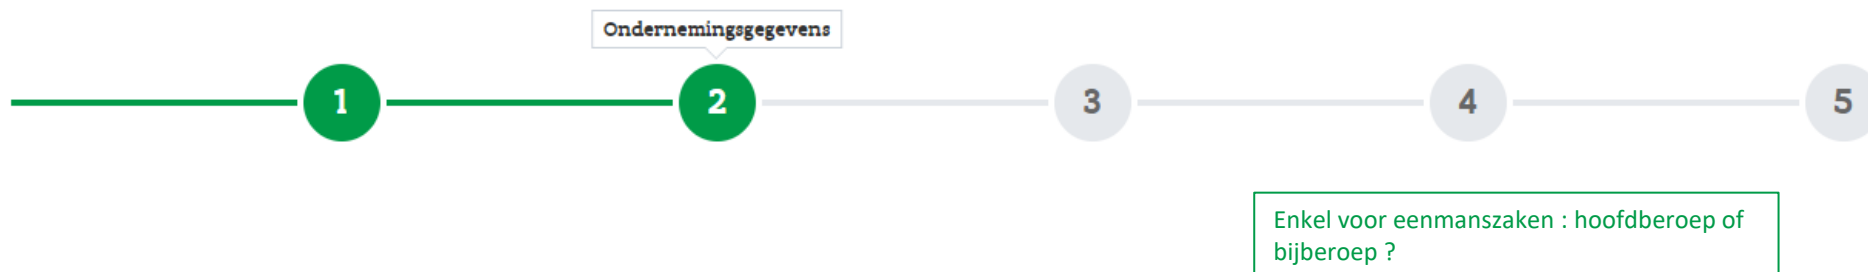 Ondernemingsgegevens
1 2 3 4 5
Enkel voor eenmanszaken : hoofdberoep of
bijberoep ?